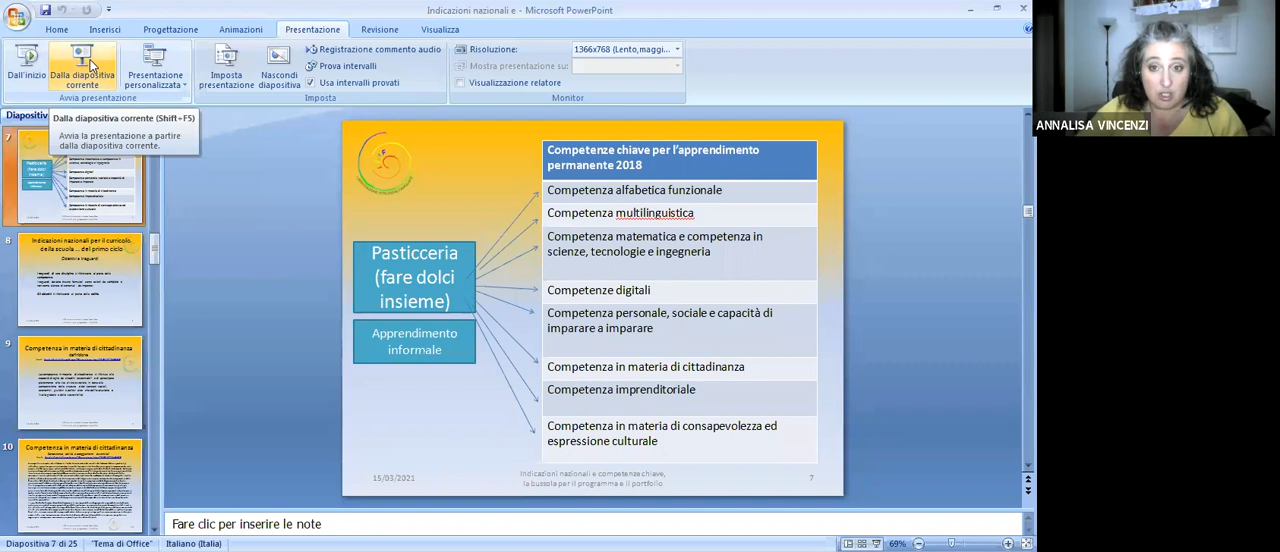 Indicazioni nazionali e - Microsoft PowerPoint
Home Inserisci Progettazione Animazioni Presentazione Revisione Visualizza
Dall'inizio
Dalla diapositiva corrente
Presentazione personalizzata
Avvia presentazione
Imposta presentazione
Nascondi diapositiva
Registrazione commento audio
Prova intervalli
Usa intervalli provati
Imposta
Risoluzione: 1366x768 (Lento,maggi...
Mostra presentazione su:
Visualizzazione relatore
Monitor
Diapositiv
Dalla diapositiva corrente (Shift+F5)
Avvia la presentazione a partire
dalla diapositiva corrente.
ANNALISA VINCENZI
7
Pasticceria
(fare dolci
insieme)
8
Indicazioni nazionali per il curricolo
della scuola ... del primo ciclo
9
Competenza in materia di cittadinanza
10
Competenza in materia di cittadinanza
Competenze chiave per l'apprendimento
permanente 2018
Competenza alfabetica funzionale
Competenza multilinguistica
Competenza matematica e competenza in
scienze, tecnologie e ingegneria
Competenze digitali
Competenza personale, sociale e capacità di
imparare a imparare
Competenza in materia di cittadinanza
Competenza imprenditoriale
Competenza in materia di consapevolezza ed
espressione culturale
Pasticceria
(fare dolci
insieme)
Apprendimento
informale
15/03/2021
Indicazioni nazionali e competenze chiave,
la bussola per il programma e il portfolio
Fare clic per inserire le note
Diapositiva 7 di 25 "Tema di Office" Italiano (Italia) 69%